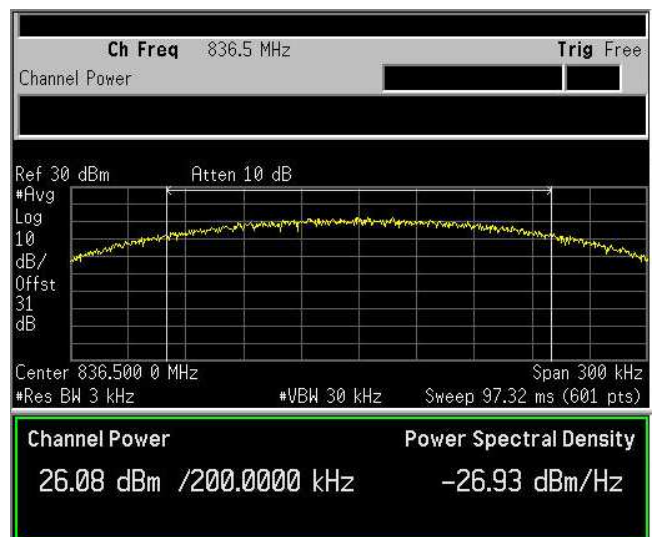 Ch Freq 836.5 MHz Trig Free
Channel Power
Ref 30 dBm Atten 10 dB
#Avg
Log
10
dB/
Offst
31
dB
Center 836.500 0 MHz Span 300 kHz
#Res BW 3 kHz #VBW 30 kHz Sweep 97.32 ms (601 pts)
Channel Power Power Spectral Density
26.08 dBm /200.0000 kHz -26.93 dBm/Hz